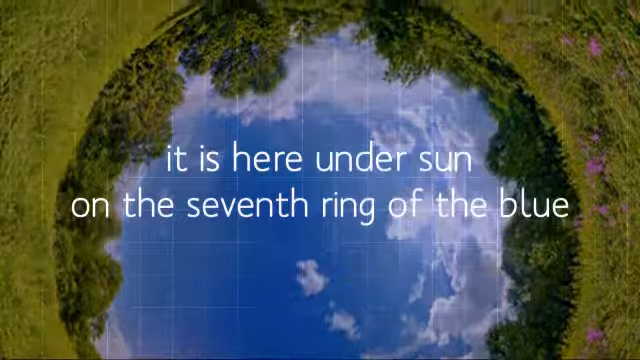 it is here under sun
on the seventh ring of the blue